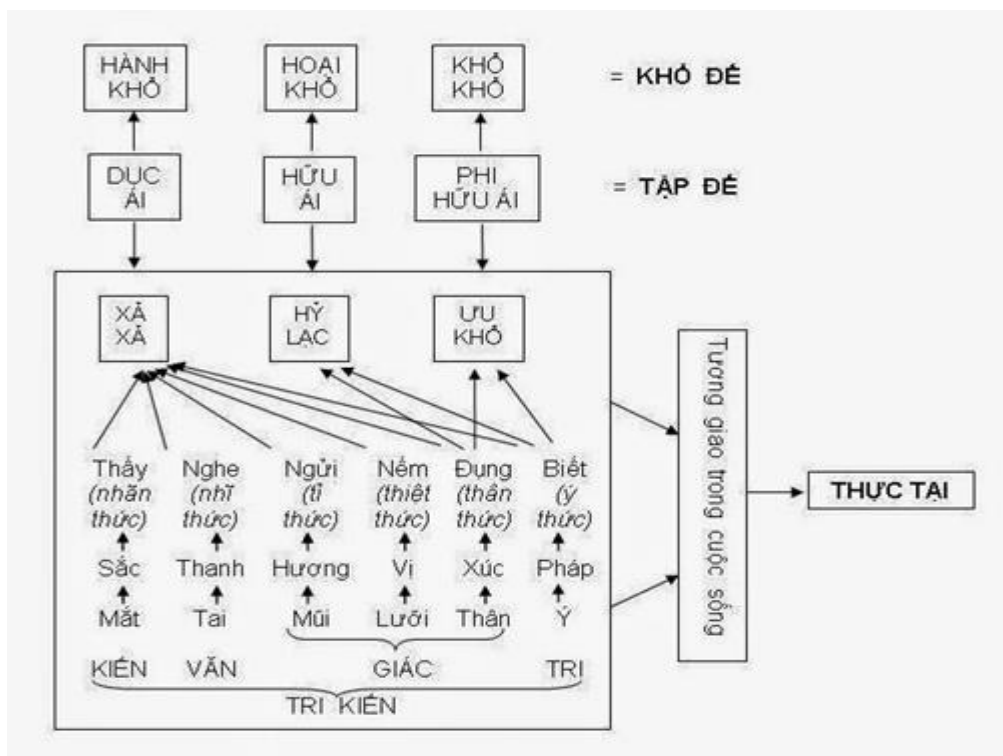 HÀNH
KHỔ
HOẠI
KHỔ
KHỔ
KHỔ
= KHỔ ĐẾ
DỤC
ÁI
HỮU
ÁI
PHI
HỮU ÁI
= TẬP ĐẾ
XẢ
XẢ
HỶ
LẠC
ƯU
KHỔ
Thấy
(nhãn
thức)
Nghe
(nhĩ
thức)
Ngửi
(tỉ
thức)
Nếm
(thiệt
thức)
Đụng
(thân
thức)
Biết
(ý
thức)
Sắc
Thanh
Hương
Vị
Xúc
Pháp
Mắt
Tai
Mũi
Lưỡi
Thân
Ý
KIẾN
VĂN
GIÁC
TRI
TRI KIẾN
Tương giao trong cuộc sống
THỰC TẠI